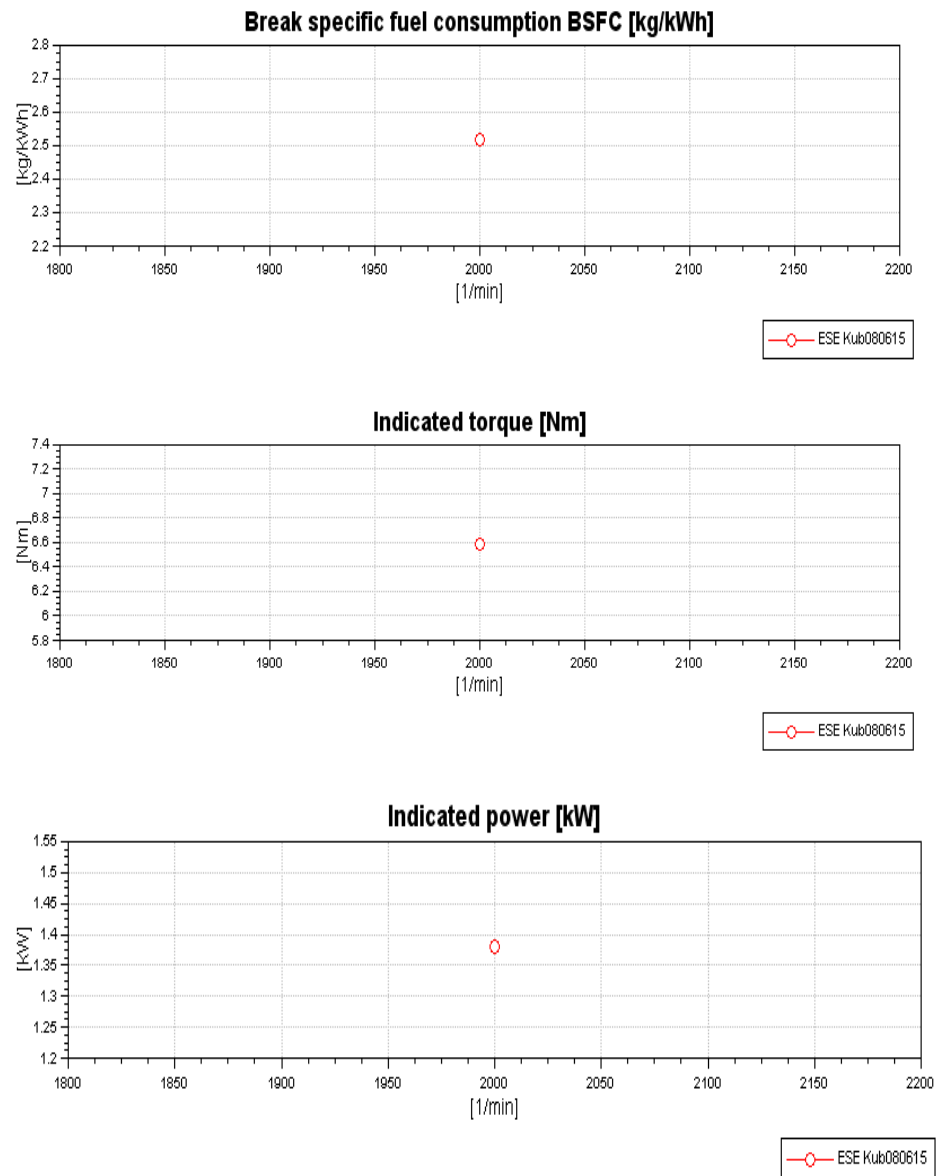 Break specific fuel consumption BSFC [kg/kWh]
2.8
2.7
2.6
2.5
2.4
2.3
2.2
[kg/kWh]
1800 1850 1900 1950 2000 2050 2100 2150 2200
[1/min]
ESE Kub080615
Indicated torque [Nm]
7.4
7.2
7
6.8
6.6
6.4
6.2
6
5.8
[Nm]
1800 1850 1900 1950 2000 2050 2100 2150 2200
[1/min]
ESE Kub080615
Indicated power [kW]
1.55
1.5
1.45
1.4
1.35
1.3
1.25
1.2
[kW]
1800 1850 1900 1950 2000 2050 2100 2150 2200
[1/min]
ESE Kub080615